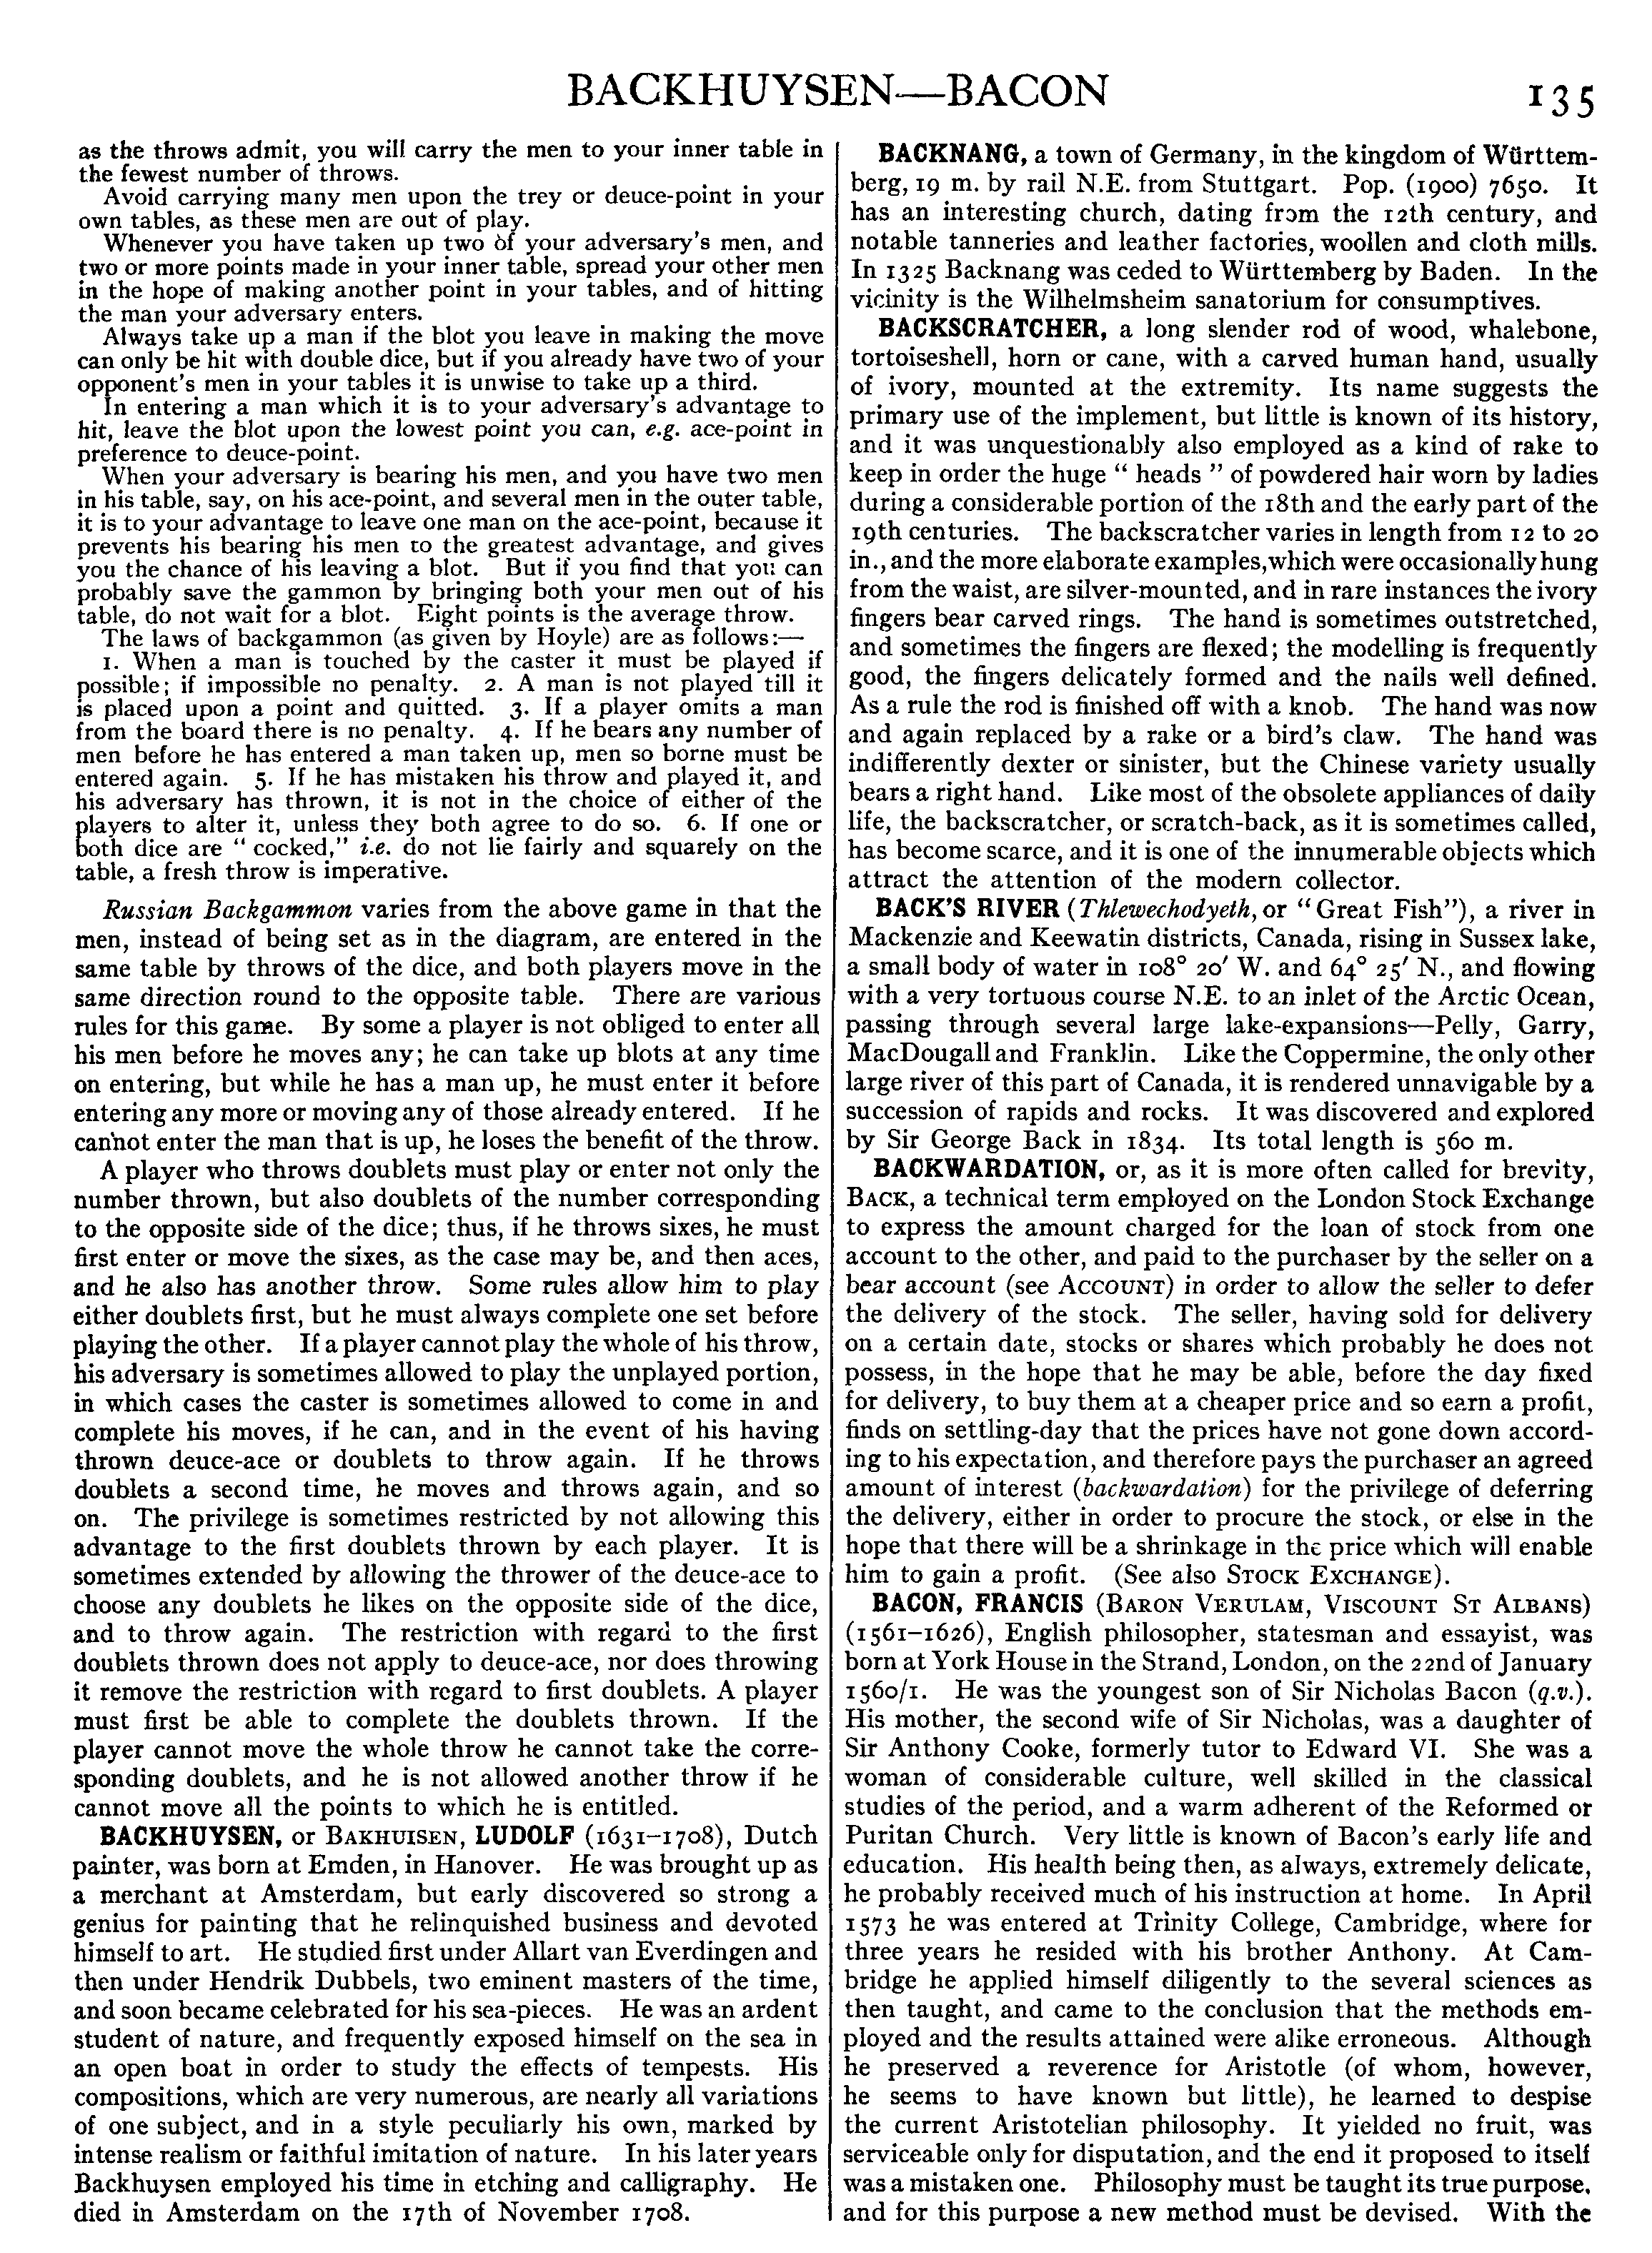 BACKHUYSEN—BACON
135
as the throws admit, you will carry the men to your inner table in
the fewest number of throws.
Avoid carrying many men upon the trey or deuce-point in your
own tables, as these men are out of play.
Whenever you have taken up two of your adversary's men, and
two or more points made in your inner table, spread your other men
in the hope of making another point in your tables, and of hitting
the man your adversary enters.
Always take up a man if the blot you leave in making the move
can only be hit with double dice, but if you already have two of your
opponent's men in your tables it is unwise to take up a third.
In entering a man which it is to your adversary's advantage to
hit, leave the blot upon the lowest point you can, e.g. ace-point in
preference to deuce-point.
When your adversary is bearing his men, and you have two men
in his table, say, on his ace-point, and several men in the outer table,
it is to your advantage to leave one man on the ace-point, because it
prevents his bearing his men to the greatest advantage, and gives
you the chance of his leaving a blot. But if you find that you can
probably save the gammon by bringing both your men out of his
table, do not wait for a blot. Eight points is the average throw.
The laws of backgammon (as given by Hoyle) are as follows:—
1. When a man is touched by the caster it must be played if
possible; if impossible no penalty. 2. A man is not played till it
is placed upon a point and quitted. 3. If a player omits a man
from the board there is no penalty. 4. If he bears any number of
men before he has entered a man taken up, men so borne must be
entered again. 5. If he has mistaken his throw and played it, and
his adversary has thrown, it is not in the choice of either of the
players to alter it, unless they both agree to do so. 6. If one or
both dice are " cocked," i.e. do not lie fairly and squarely on the
table, a fresh throw is imperative.
Russian Backgammon varies from the above game in that the
men, instead of being set as in the diagram, are entered in the
same table by throws of the dice, and both players move in the
same direction round to the opposite table. There are various
rules for this game. By some a player is not obliged to enter all
his men before he moves any; he can take up blots at any time
on entering, but while he has a man up, he must enter it before
entering any more or moving any of those already entered. If he
cannot enter the man that is up, he loses the benefit of the throw.
A player who throws doublets must play or enter not only the
number thrown, but also doublets of the number corresponding
to the opposite side of the dice; thus, if he throws sixes, he must
first enter or move the sixes, as the case may be, and then aces,
and he also has another throw. Some rules allow him to play
either doublets first, but he must always complete one set before
playing the other. If a player cannot play the whole of his throw,
his adversary is sometimes allowed to play the unplayed portion,
in which cases the caster is sometimes allowed to come in and
complete his moves, if he can, and in the event of his having
thrown deuce-ace or doublets to throw again. If he throws
doublets a second time, he moves and throws again, and so
on. The privilege is sometimes restricted by not allowing this
advantage to the first doublets thrown by each player. It is
sometimes extended by allowing the thrower of the deuce-ace to
choose any doublets he likes on the opposite side of the dice,
and to throw again. The restriction with regard to the first
doublets thrown does not apply to deuce-ace, nor does throwing
it remove the restriction with regard to first doublets. A player
must first be able to complete the doublets thrown. If the
player cannot move the whole throw he cannot take the corre-
sponding doublets, and he is not allowed another throw if he
cannot move all the points to which he is entitled.
BACKHUYSEN, or BAKHUISEN, LUDOLF (1631–1708), Dutch
painter, was born at Emden, in Hanover. He was brought up as
a merchant at Amsterdam, but early discovered so strong a
genius for painting that he relinquished business and devoted
himself to art. He studied first under Allart van Everdingen and
then under Hendrik Dubbels, two eminent masters of the time,
and soon became celebrated for his sea-pieces. He was an ardent
student of nature, and frequently exposed himself on the sea in
an open boat in order to study the effects of tempests. His
compositions, which are very numerous, are nearly all variations
of one subject, and in a style peculiarly his own, marked by
intense realism or faithful imitation of nature. In his later years
Backhuysen employed his time in etching and calligraphy. He
died in Amsterdam on the 17th of November 1708.
BACKNANG, a town of Germany, in the kingdom of Württem-
berg, 19 m. by rail N.E. from Stuttgart. Pop. (1900) 7650. It
has an interesting church, dating from the 12th century, and
notable tanneries and leather factories, woollen and cloth mills.
In 1325 Backnang was ceded to Württemberg by Baden. In the
vicinity is the Wilhelmsheim sanatorium for consumptives.
BACKSCRATCHER, a long slender rod of wood, whalebone,
tortoiseshell, horn or cane, with a carved human hand, usually
of ivory, mounted at the extremity. Its name suggests the
primary use of the implement, but little is known of its history,
and it was unquestionably also employed as a kind of rake to
keep in order the huge " heads " of powdered hair worn by ladies
during a considerable portion of the 18th and the early part of the
19th centuries. The backscratcher varies in length from 12 to 20
in., and the more elaborate examples, which were occasionally hung
from the waist, are silver-mounted, and in rare instances the ivory
fingers bear carved rings. The hand is sometimes outstretched,
and sometimes the fingers are flexed; the modelling is frequently
good, the fingers delicately formed and the nails well defined.
As a rule the rod is finished off with a knob. The hand was now
and again replaced by a rake or a bird's claw. The hand was
indifferently dexter or sinister, but the Chinese variety usually
bears a right hand. Like most of the obsolete appliances of daily
life, the backscratcher, or scratch-back, as it is sometimes called,
has become scarce, and it is one of the innumerable objects which
attract the attention of the modern collector.
BACK'S RIVER (Thlewechodyeth, or "Great Fish"), a river in
Mackenzie and Keewatin districts, Canada, rising in Sussex lake,
a small body of water in 108° 20′ W. and 64° 25′ N., and flowing
with a very tortuous course N.E. to an inlet of the Arctic Ocean,
passing through several large lake-expansions—Pelly, Garry,
MacDougall and Franklin. Like the Coppermine, the only other
large river of this part of Canada, it is rendered unnavigable by a
succession of rapids and rocks. It was discovered and explored
by Sir George Back in 1834. Its total length is 560 m.
BACKWARDATION, or, as it is more often called for brevity,
BACK, a technical term employed on the London Stock Exchange
to express the amount charged for the loan of stock from one
account to the other, and paid to the purchaser by the seller on a
bear account (see ACCOUNT) in order to allow the seller to defer
the delivery of the stock. The seller, having sold for delivery
on a certain date, stocks or shares which probably he does not
possess, in the hope that he may be able, before the day fixed
for delivery, to buy them at a cheaper price and so earn a profit,
finds on settling-day that the prices have not gone down accord-
ing to his expectation, and therefore pays the purchaser an agreed
amount of interest (backwardation) for the privilege of deferring
the delivery, either in order to procure the stock, or else in the
hope that there will be a shrinkage in the price which will enable
him to gain a profit. (See also STOCK EXCHANGE).
BACON, FRANCIS (BARON VERULAM, VISCOUNT ST ALBANS)
(1561–1626), English philosopher, statesman and essayist, was
born at York House in the Strand, London, on the 22nd of January
1560/1. He was the youngest son of Sir Nicholas Bacon (q.v.).
His mother, the second wife of Sir Nicholas, was a daughter of
Sir Anthony Cooke, formerly tutor to Edward VI. She was a
woman of considerable culture, well skilled in the classical
studies of the period, and a warm adherent of the Reformed or
Puritan Church. Very little is known of Bacon's early life and
education. His health being then, as always, extremely delicate,
he probably received much of his instruction at home. In April
1573 he was entered at Trinity College, Cambridge, where for
three years he resided with his brother Anthony. At Cam-
bridge he applied himself diligently to the several sciences as
then taught, and came to the conclusion that the methods em-
ployed and the results attained were alike erroneous. Although
he preserved a reverence for Aristotle (of whom, however,
he seems to have known but little), he learned to despise
the current Aristotelian philosophy. It yielded no fruit, was
serviceable only for disputation, and the end it proposed to itself
was a mistaken one. Philosophy must be taught its true purpose,
and for this purpose a new method must be devised. With the